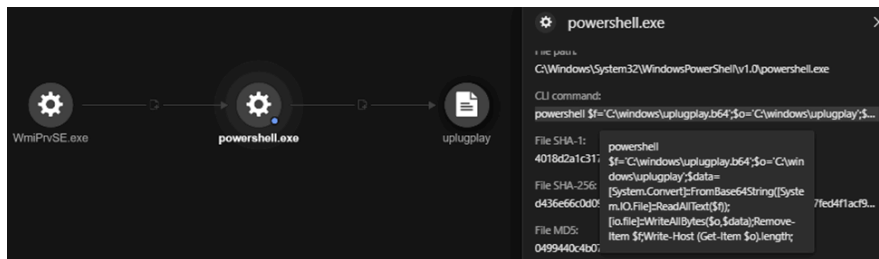 WmiPrvSE.exe
powershell.exe
uplugplay
powershell.exe
File path:
C:\Windows\System32\WindowsPowerShell\v1.0\powershell.exe
CLI command:
powershell $f='C:\windows\uplugplay.b64';$o='C:\windows\uplugplay';$...
File SHA-1:
4018d2a1c317
File SHA-256:
d436e66c0d09 7fed4f1acf9...
File MD5:
0499440c4b07
powershell
$f='C:\windows\uplugplay.b64';$o='C:\win
dows\uplugplay';$data=
[System.Convert]=FromBase64String([Syste
m.IO.File]=ReadAllText($f));
[io.file]=WriteAllBytes($o,$data);Remove-
Item $f;Write-Host (Get-Item $o).length;